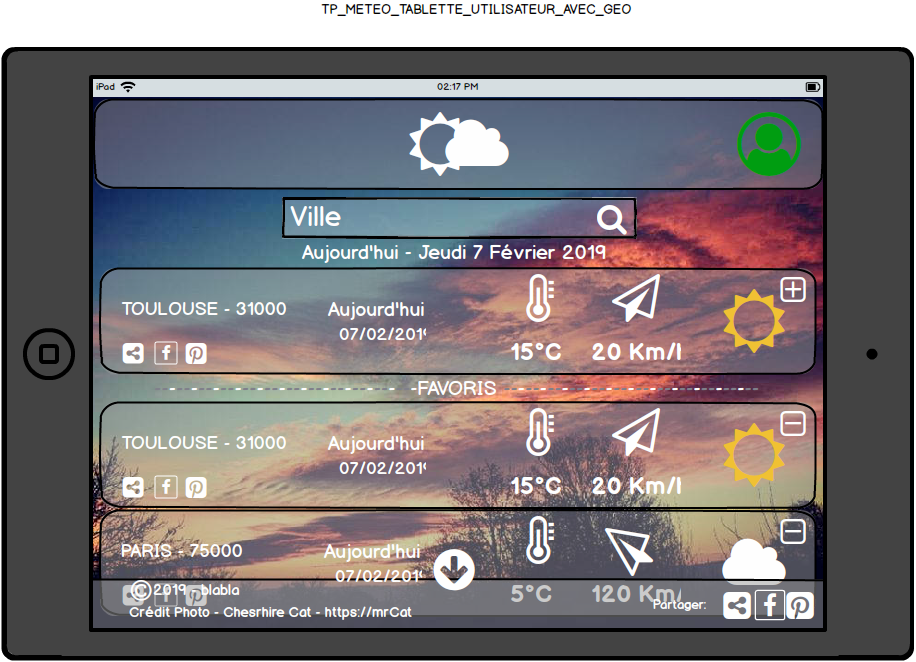 TP_METEO_TABLETTE_UTILISATEUR_AVEC_GEO
iPad 02:17 PM
Ville
Aujourd'hui - Jeudi 7 Février 2019
TOULOUSE - 31000 Aujourd'hui
07/02/2019
15°C 20 Km/l
-FAVORIS
TOULOUSE - 31000 Aujourd'hui
07/02/2019
15°C 20 Km/l
PARIS - 75000 Aujourd'hui
07/02/2019
5°C 120 Km/
© 2019 - blabla
Partager:
Crédit Photo - Chesrhire Cat - https://mrCat